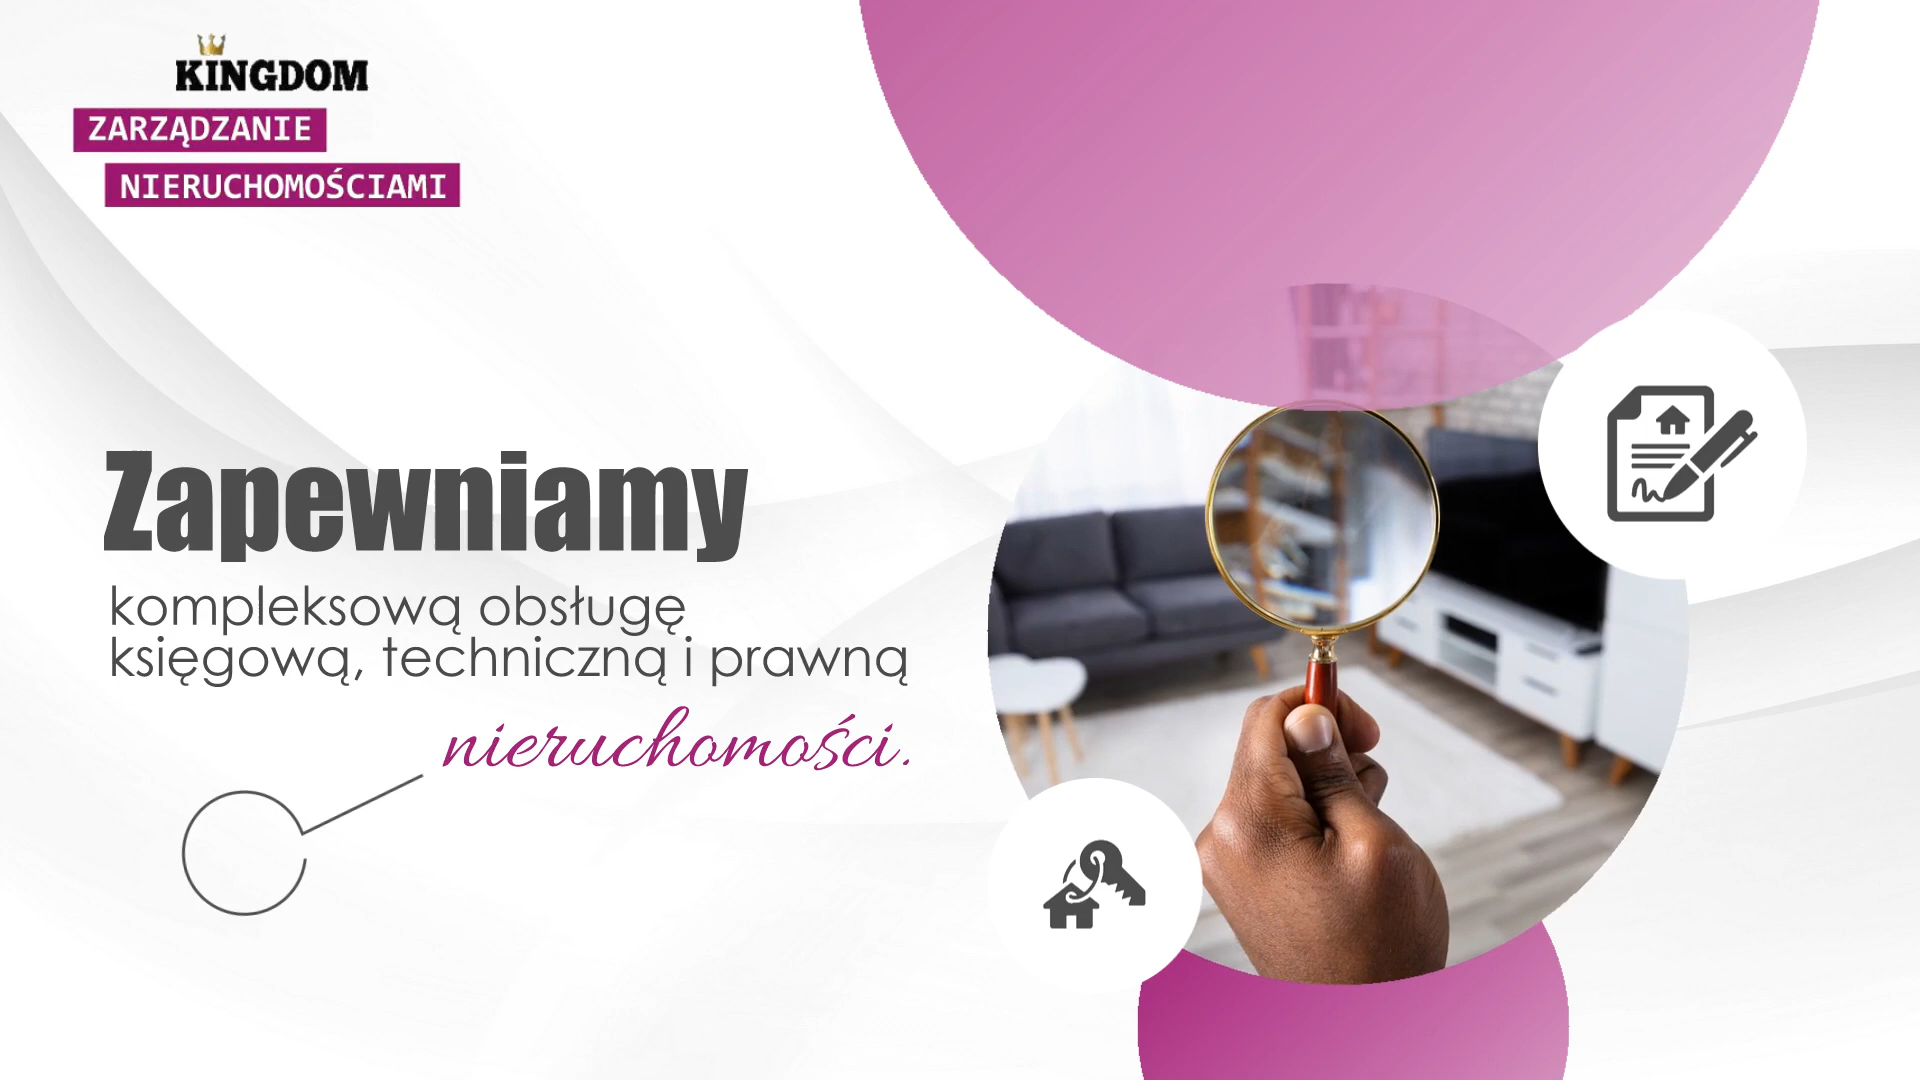 KINGDOM
ZARZĄDZANIE
NIERUCHOMOŚCIAMI
Zapewniamy
kompleksową obsługę
księgową, techniczną i prawną
nieruchomości.